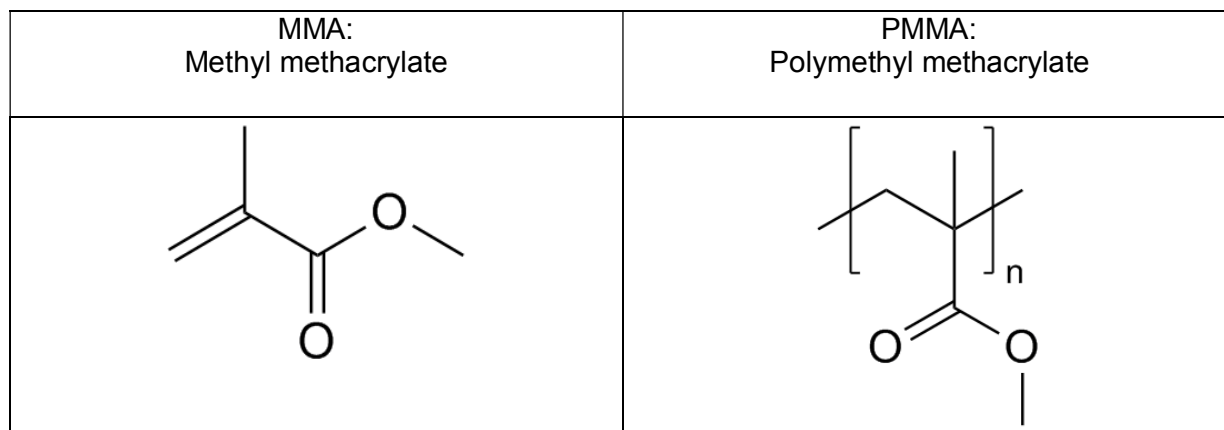 MMA:
Methyl methacrylate
PMMA:
Polymethyl methacrylate
O
O
n
O
O